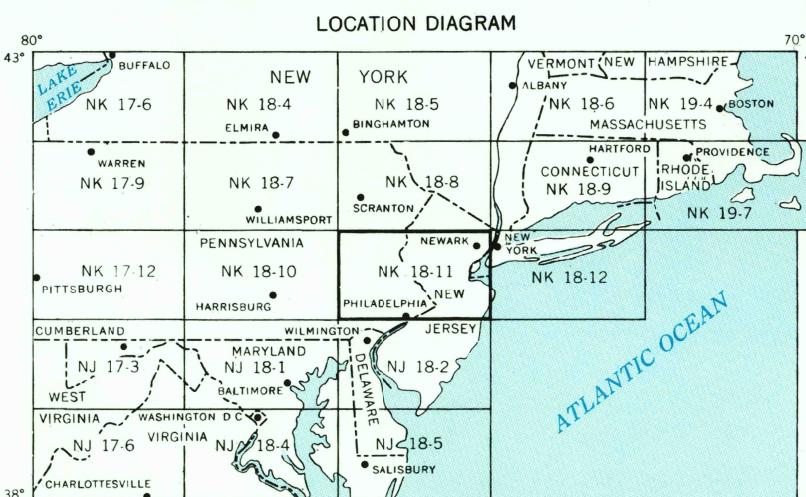 LOCATION DIAGRAM
80°
70°
43°
BUFFALO
LAKE
ERIE
NK 17-6
NEW YORK
NK 18-4
NK 18-5
ELMIRA
BINGHAMTON
VERMONT
NEW HAMPSHIRE
ALBANY
NK 18-6
NK 19-4
BOSTON
MASSACHUSETTS
WARREN
NK 17-9
NK 18-7
WILLIAMSPORT
NK 18-8
SCRANTON
HARTFORD
CONNECTICUT
NK 18-9
PROVIDENCE
RHODE
ISLAND
NK 19-7
NK 17-12
PITTSBURGH
PENNSYLVANIA
NK 18-10
HARRISBURG
NEWARK
NK 18-11
NEW
JERSEY
PHILADELPHIA
NEW
YORK
NK 18-12
CUMBERLAND
NJ 17-3
WEST
VIRGINIA
WILMINGTON
MARYLAND
NJ 18-1
BALTIMORE
DELAWARE
NJ 18-2
ATLANTIC OCEAN
WASHINGTON D C
VIRGINIA
NJ 17-6
NJ 18-4
NJ 18-5
SALISBURY
CHARLOTTESVILLE
38°